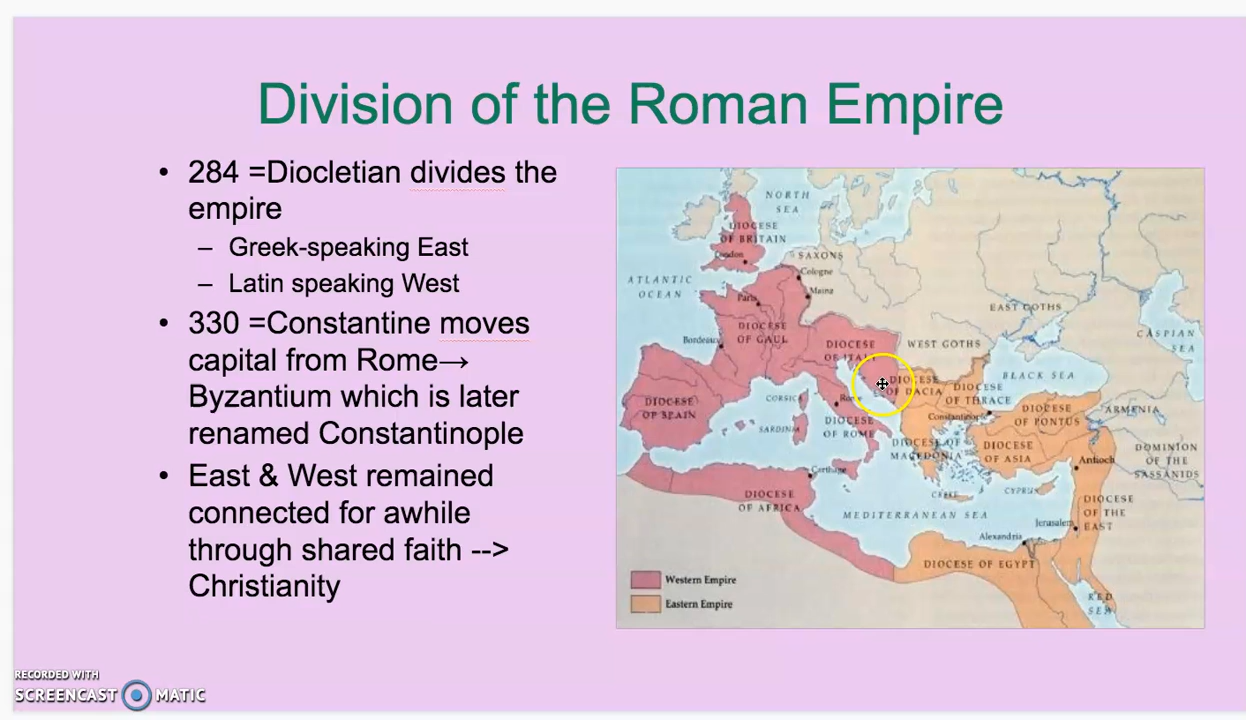 Division of the Roman Empire
• 284 =Diocletian divides the
empire
– Greek-speaking East
– Latin speaking West
• 330 =Constantine moves
capital from Rome→
Byzantium which is later
renamed Constantinople
• East & West remained
connected for awhile
through shared faith -->
Christianity
NORTH
SEA
DIOCESE
OF BRITAIN
London
SAXONS
Cologne
ATLANTIC
OCEAN
Mainz
Paris
EAST GOTHS
DIOCESE
OF GAUL
CASPIAN
SEA
Bordeaux
DIOCESE
OF ITALY
WEST GOTHS
BLACK SEA
DIOCESE
OF DACIA
DIOCESE
OF THRACE
DIOCESE
OF SPAIN
CORSICA
Rome
Constantinople
DIOCESE
OF PONTUS
ARMENIA
SARDINIA
DIOCESE
OF ROME
DIOCESE OF
MACEDONIA
DIOCESE
OF ASIA
DOMINION
OF THE
SASSANIDS
Antioch
Carthage
CRETE
CYPRUS
DIOCESE
OF AFRICA
DIOCESE
OF THE
EAST
MEDITERRANEAN SEA
Jerusalem
Alexandria
DIOCESE OF EGYPT
Western Empire
Eastern Empire
RED
SEA
RECORDED WITH
SCREENCAST MATIC